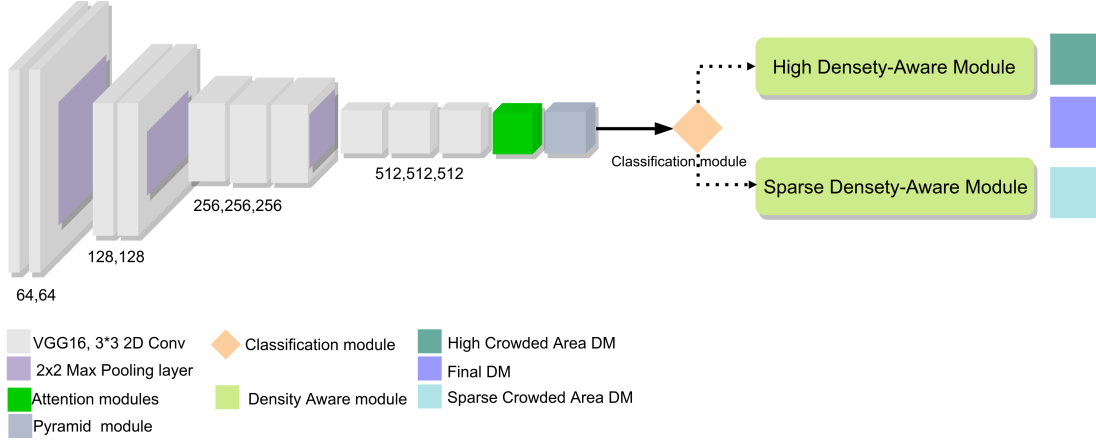 High Densety-Aware Module
Classification module
Sparse Densety-Aware Module
512,512,512
256,256,256
128,128
64,64
VGG16, 3*3 2D Conv
2x2 Max Pooling layer
Attention modules
Pyramid module
Classification module
Density Aware module
High Crowded Area DM
Final DM
Sparse Crowded Area DM